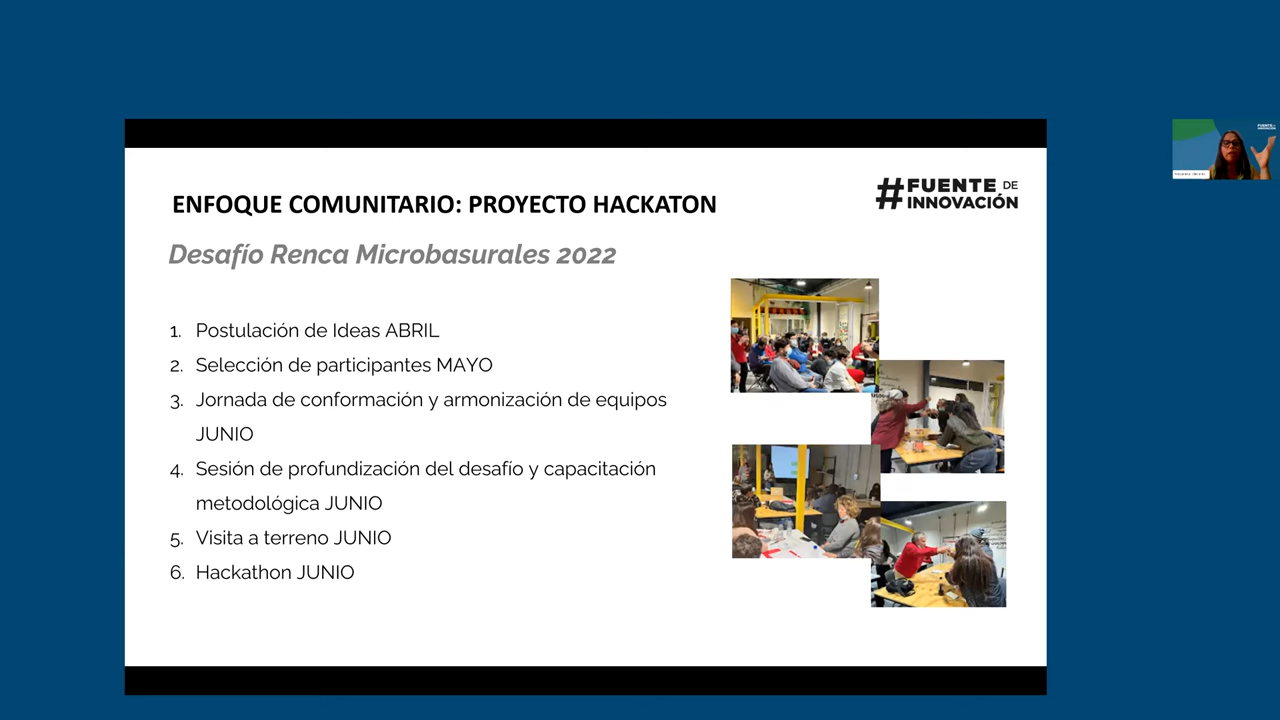 ENFOQUE COMUNITARIO: PROYECTO HACKATON
#FUENTE DE
INNOVACIÓN
Desafío Renca Microbasurales 2022
1. Postulación de Ideas ABRIL
2. Selección de participantes MAYO
3. Jornada de conformación y armonización de equipos
JUNIO
4. Sesión de profundización del desafío y capacitación
metodológica JUNIO
5. Visita a terreno JUNIO
6. Hackathon JUNIO